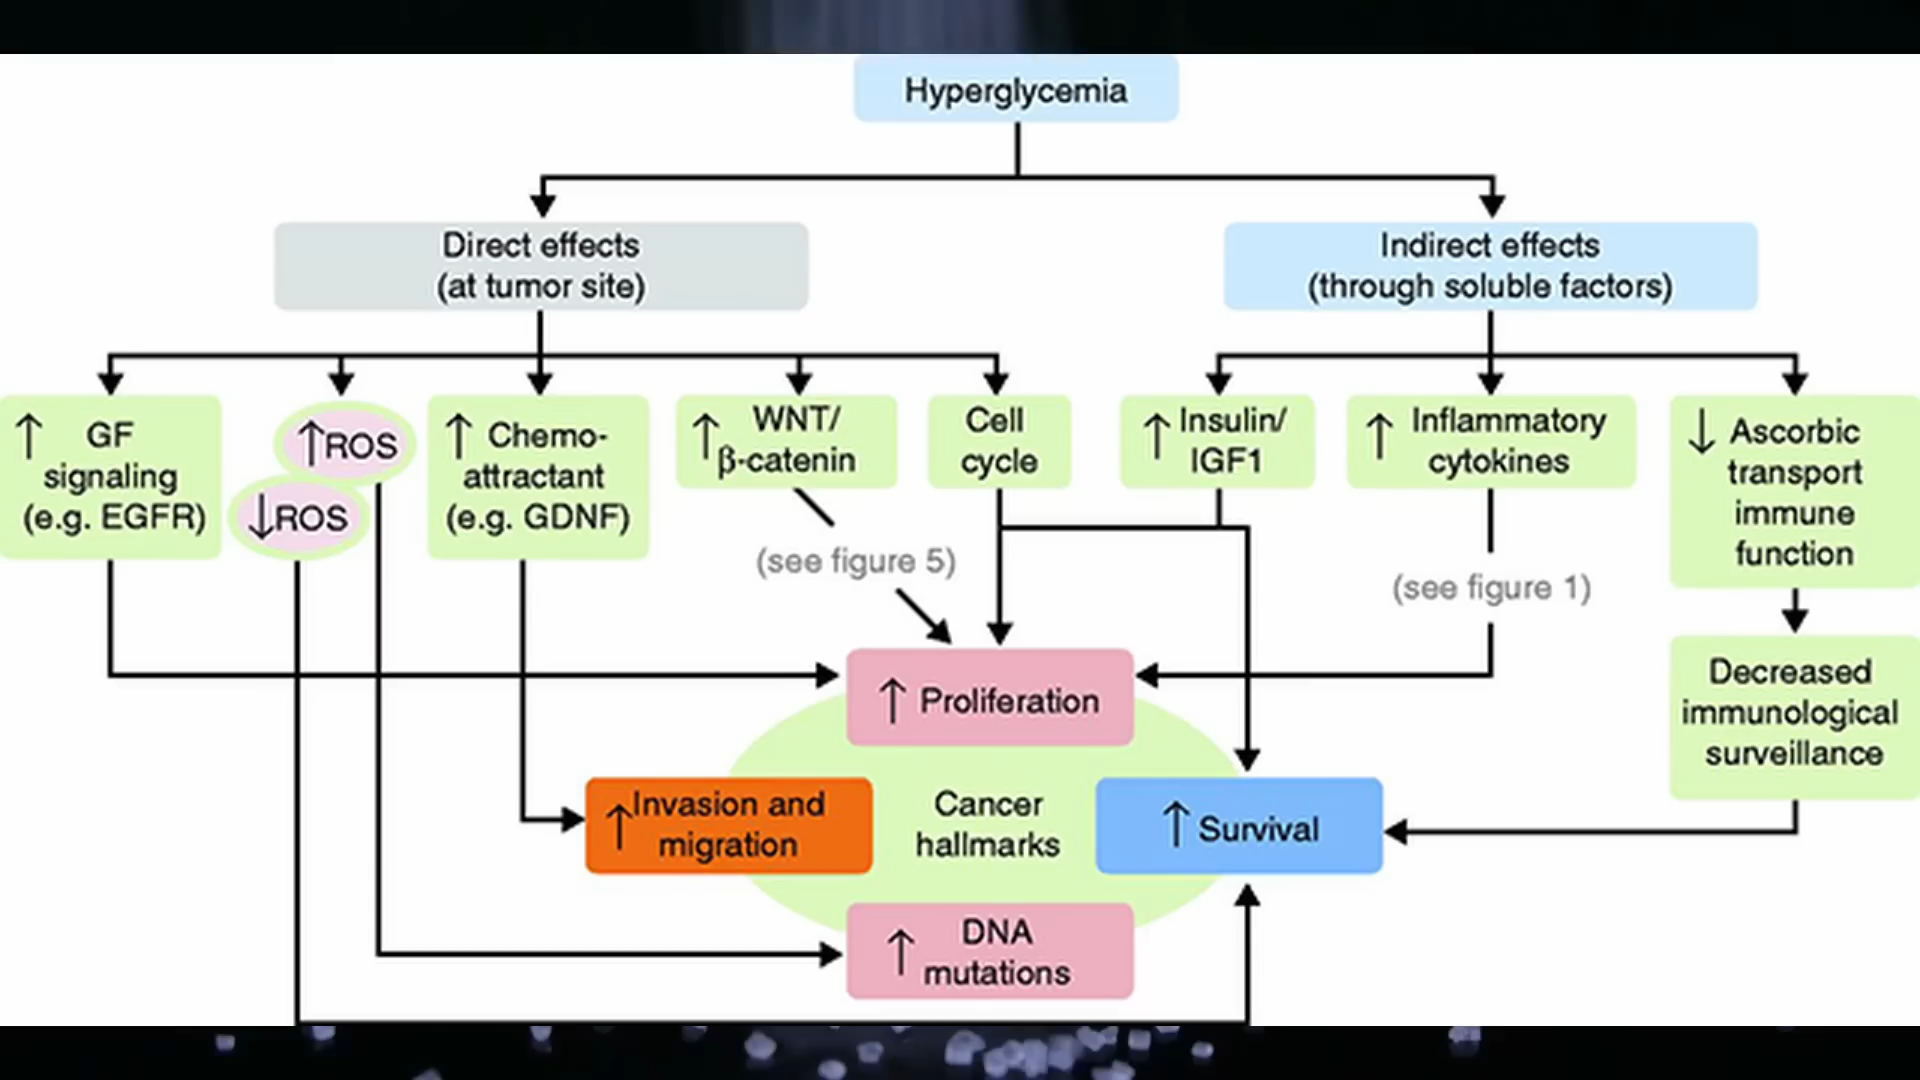 Hyperglycemia
Direct effects
(at tumor site)
Indirect effects
(through soluble factors)
↑ GF
signaling
(e.g. EGFR)
↑ROS
↓ROS
↑ Chemo-
attractant
(e.g. GDNF)
↑ WNT/
β-catenin
Cell
cycle
↑ Insulin/
IGF1
↑ Inflammatory
cytokines
↓ Ascorbic
transport
immune
function
(see figure 5)
(see figure 1)
Decreased
immunological
surveillance
↑ Proliferation
↑ Invasion and
migration
Cancer
hallmarks
↑ Survival
↑ DNA
mutations